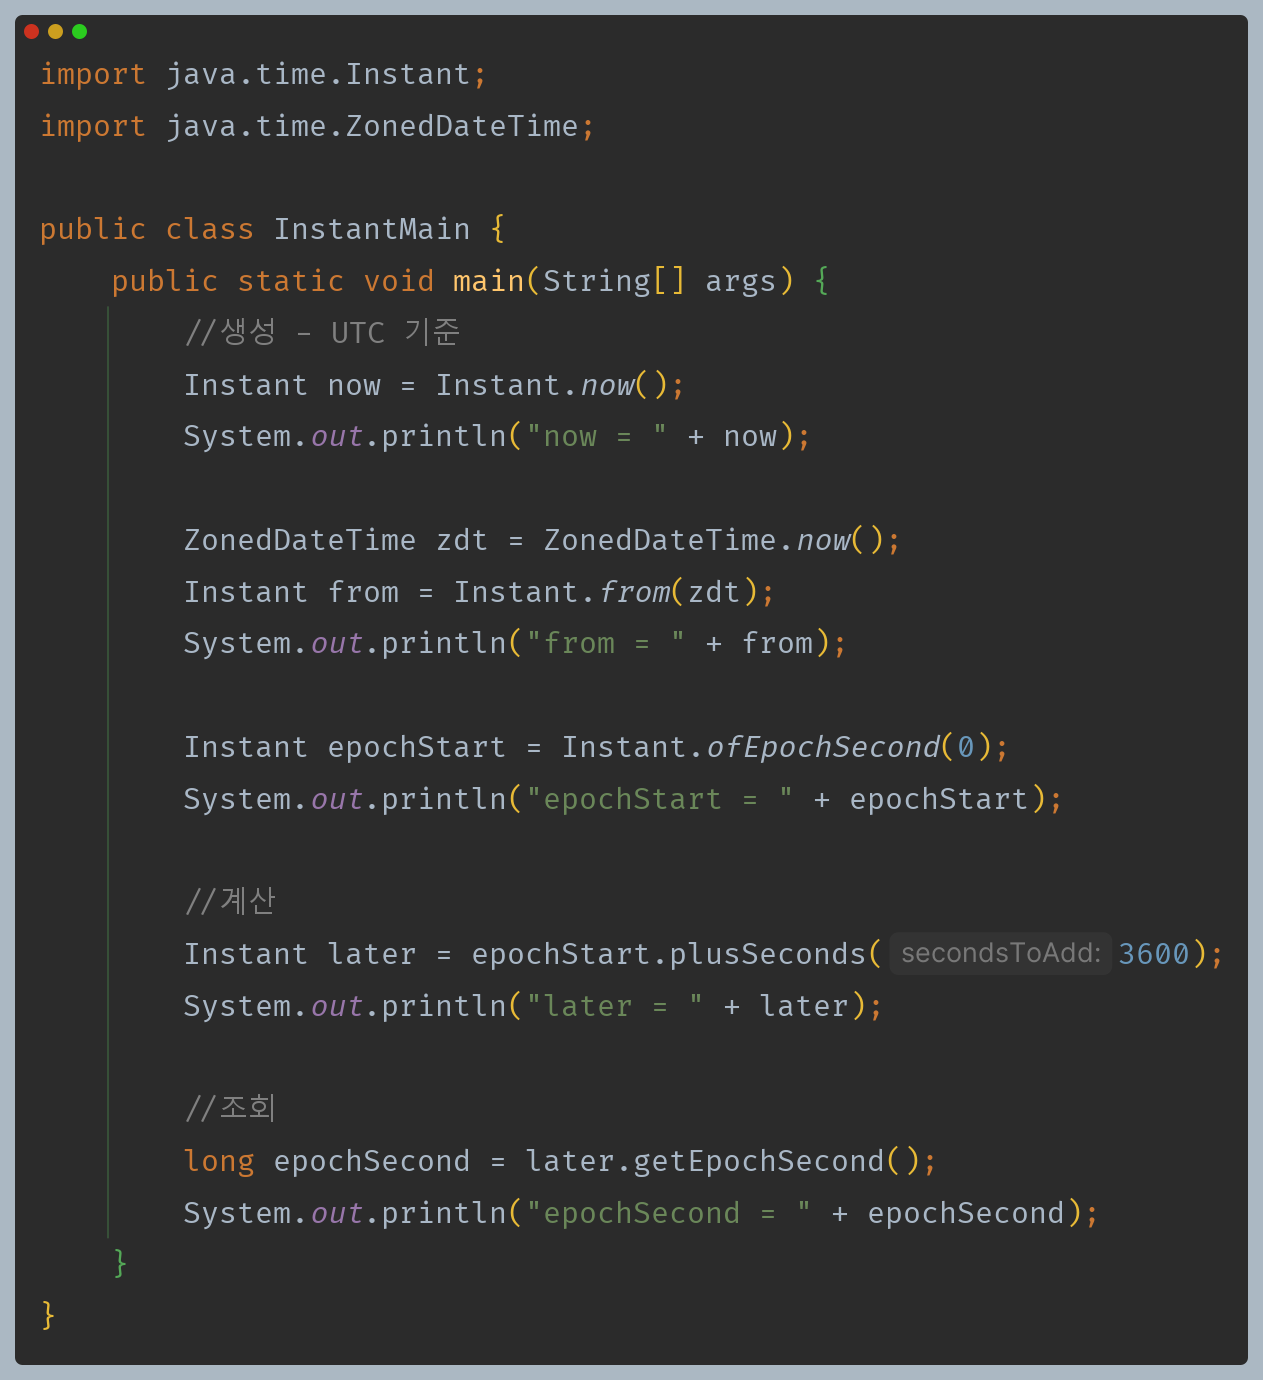 import java.time.Instant;
import java.time.ZonedDateTime;
public class InstantMain {
    public static void main(String[] args) {
        //생성 - UTC 기준
        Instant now = Instant.now();
        System.out.println("now = " + now);
        ZonedDateTime zdt = ZonedDateTime.now();
        Instant from = Instant.from(zdt);
        System.out.println("from = " + from);
        Instant epochStart = Instant.ofEpochSecond(0);
        System.out.println("epochStart = " + epochStart);
        //계산
        Instant later = epochStart.plusSeconds( secondsToAdd: 3600);
        System.out.println("later = " + later);
        //조회
        long epochSecond = later.getEpochSecond();
        System.out.println("epochSecond = " + epochSecond);
    }
}